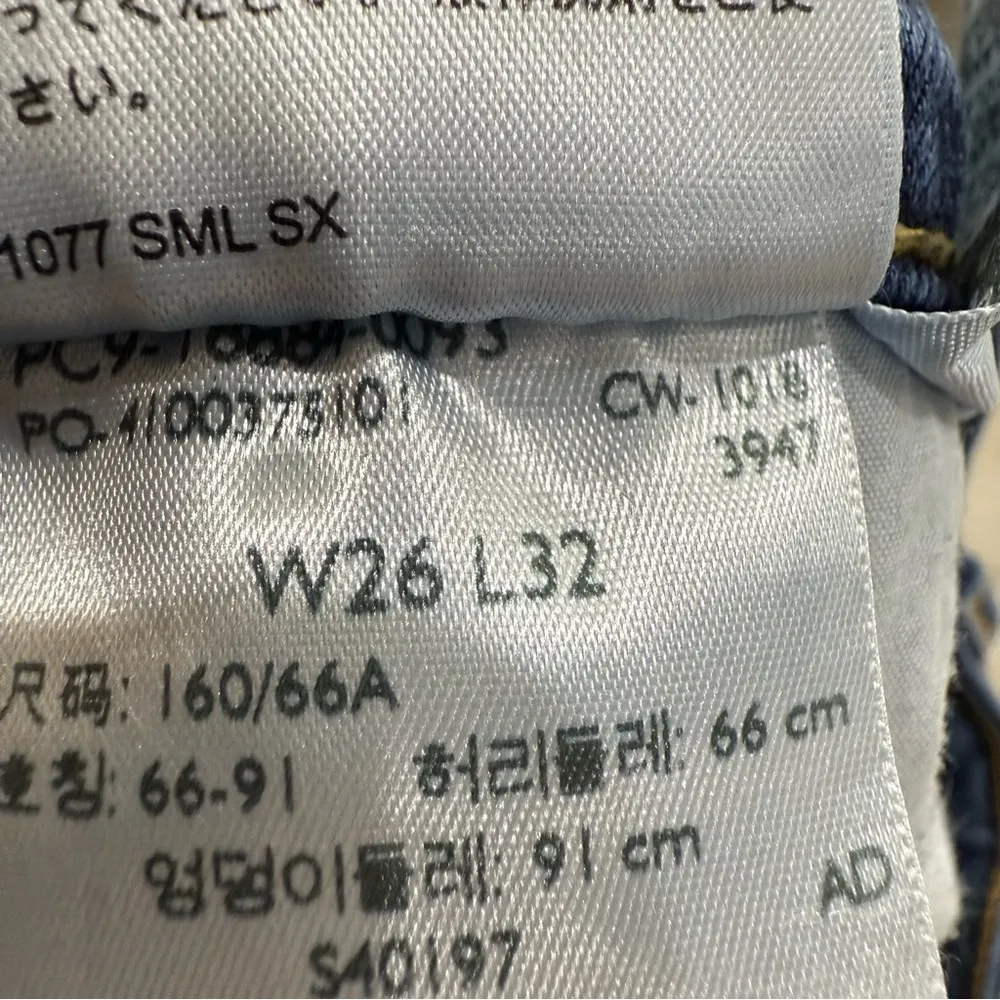 さい。
1077 SML SX
PO-4100375101
CW-1018
3947
W26 L32
尺码: 160/66A
호칭: 66-91
허리둘레: 66 cm
엉덩이둘레: 91 cm
AD
S40197